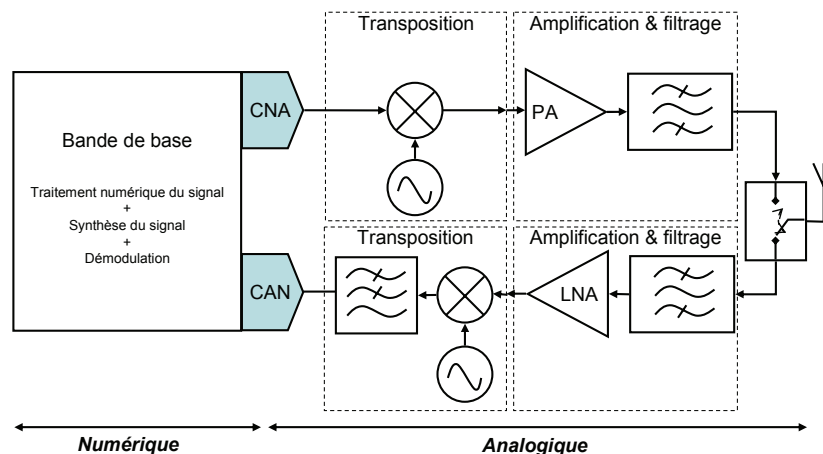 Transposition
Amplification & filtrage
CNA
PA
Bande de base
Traitement numérique du signal
+
Synthèse du signal
+
Démodulation
Transposition
Amplification & filtrage
CAN
LNA
Numérique
Analogique